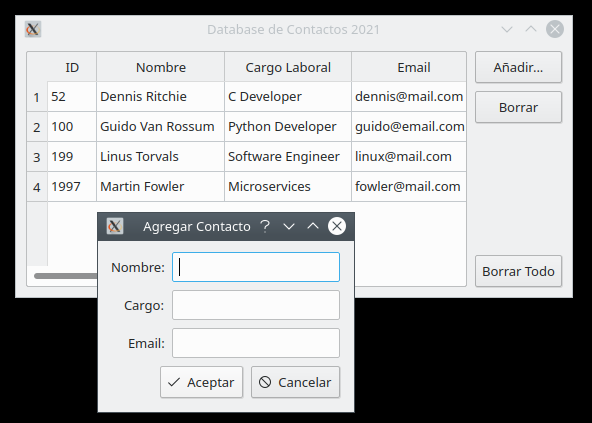 Database de Contactos 2021
ID Nombre Cargo Laboral Email
1 52 Dennis Ritchie C Developer dennis@mail.com
2 100 Guido Van Rossum Python Developer guido@email.com
3 199 Linus Torvals Software Engineer linux@mail.com
4 1997 Martin Fowler Microservices fowler@mail.com
Añadir...
Borrar
Borrar Todo
Agregar Contacto ?
Nombre:
Cargo:
Email:
Aceptar Cancelar